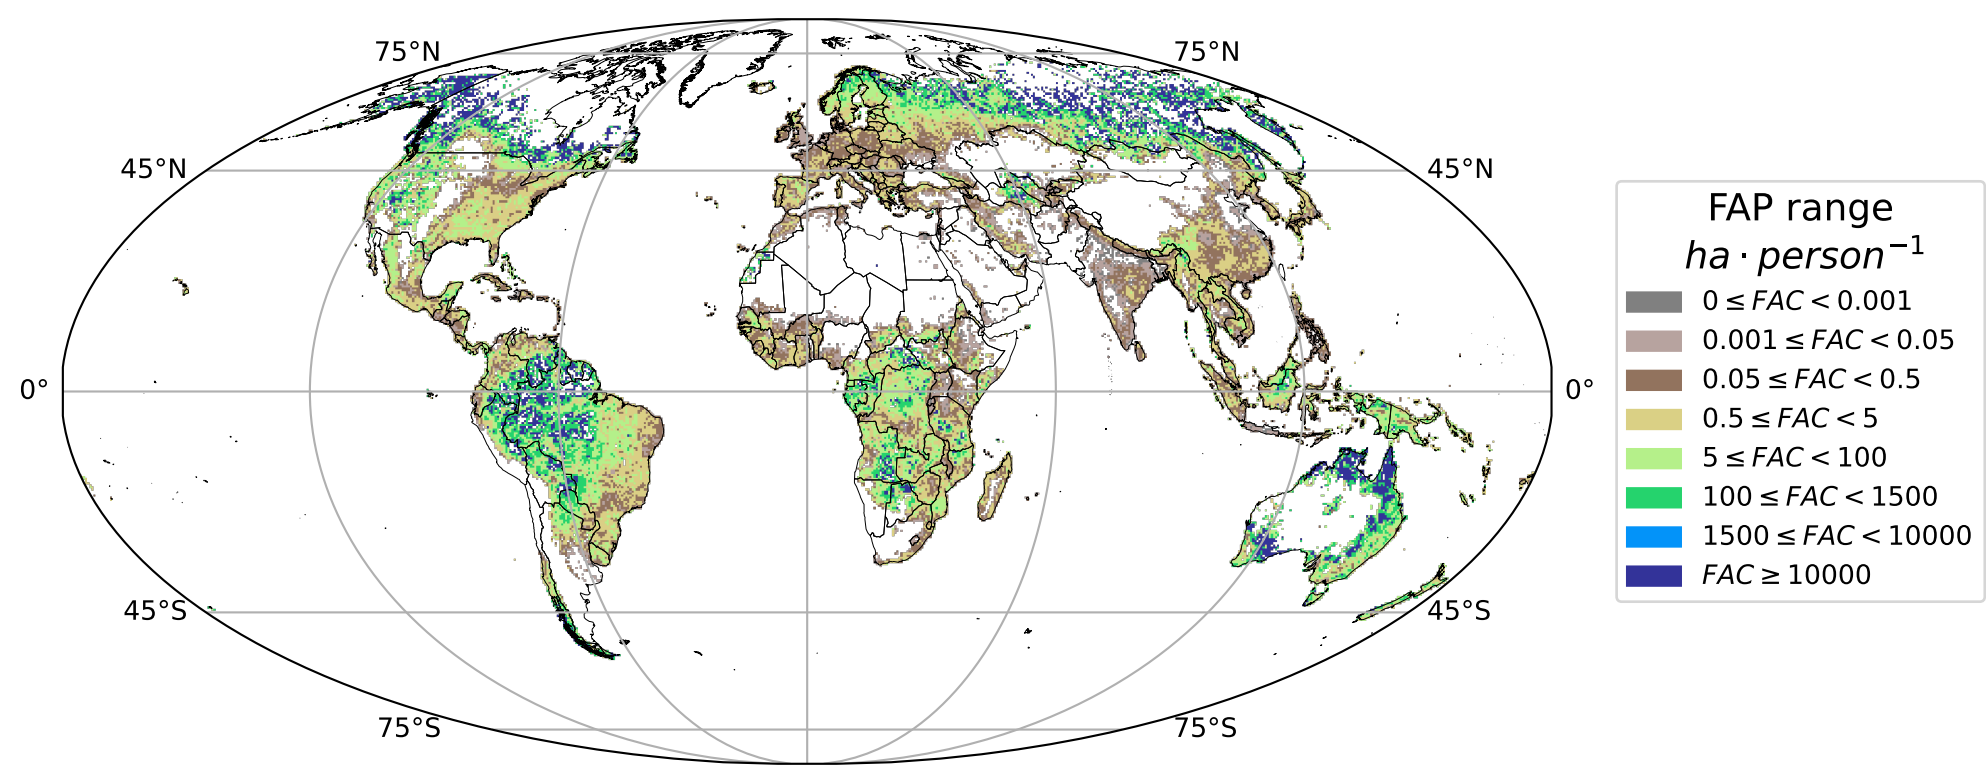 75°N
75°N
45°N
45°N
0°
0°
45°S
45°S
75°S
75°S
FAP range
ha · person⁻¹
0 ≤ FAC < 0.001
0.001 ≤ FAC < 0.05
0.05 ≤ FAC < 0.5
0.5 ≤ FAC < 5
5 ≤ FAC < 100
100 ≤ FAC < 1500
1500 ≤ FAC < 10000
FAC ≥ 10000